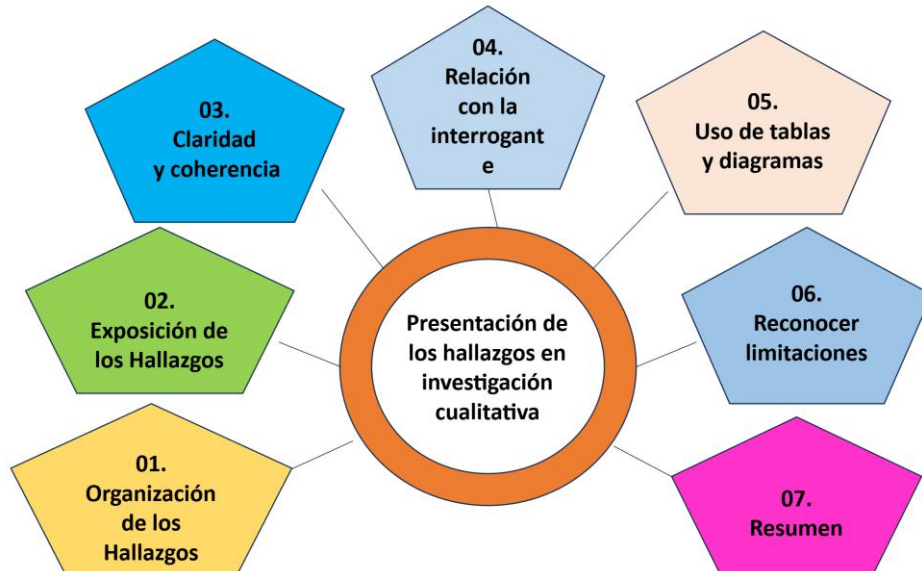 01.
Organización
de los
Hallazgos
02.
Exposición de
los Hallazgos
03.
Claridad
y coherencia
04.
Relación
con la
interrogant
e
05.
Uso de tablas
y diagramas
06.
Reconocer
limitaciones
07.
Resumen
Presentación de
los hallazgos en
investigación
cualitativa